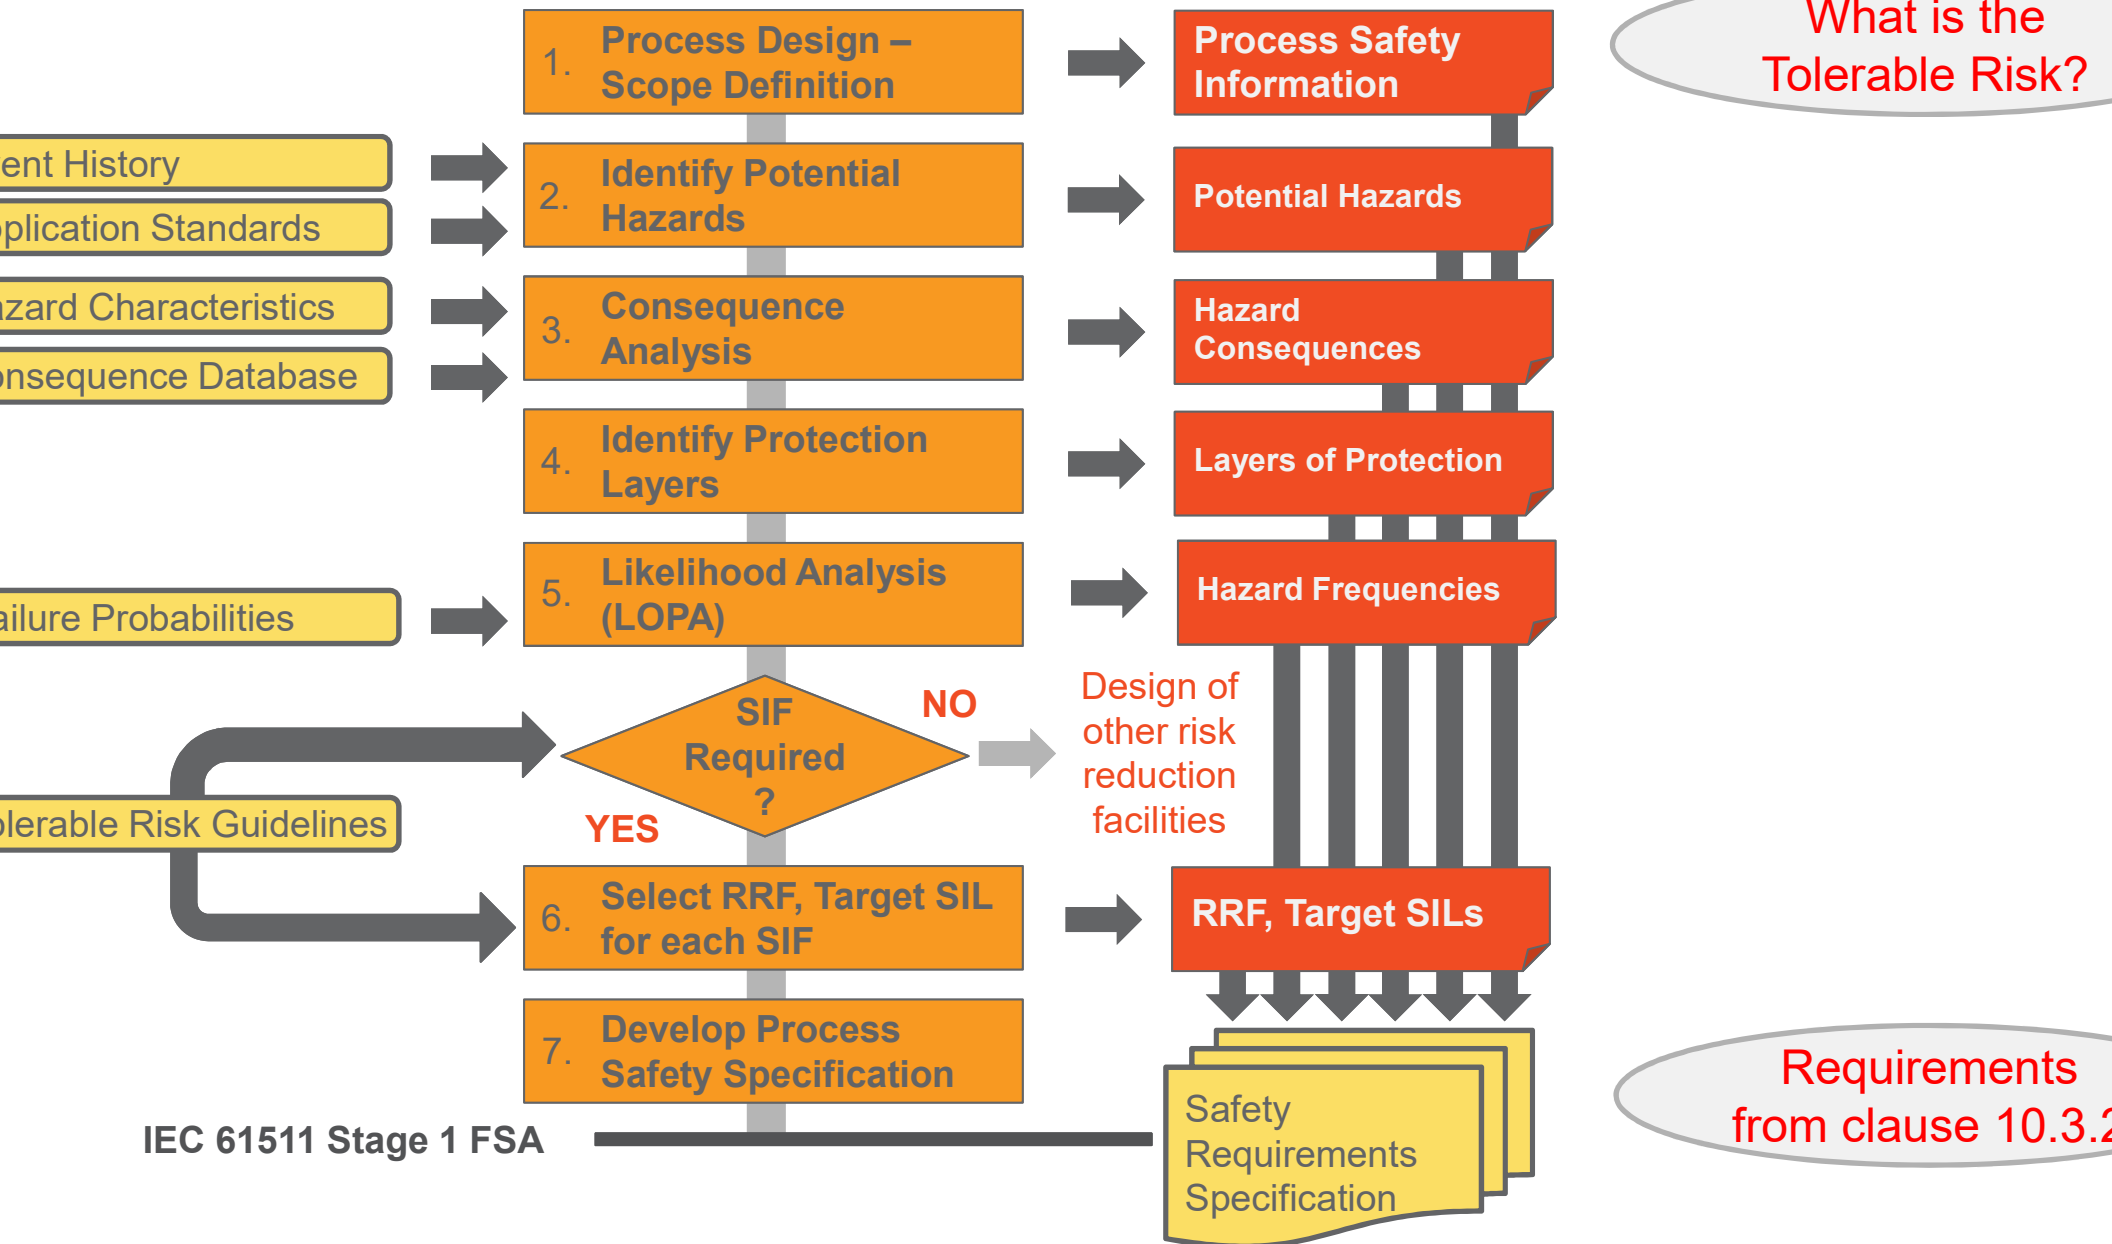 What is the
Tolerable Risk?
1.
Process Design –
Scope Definition
Process Safety
Information
ent History
plication Standards
2.
Identify Potential
Hazards
Potential Hazards
zard Characteristics
nsequence Database
3.
Consequence
Analysis
Hazard
Consequences
4.
Identify Protection
Layers
Layers of Protection
ailure Probabilities
5.
Likelihood Analysis
(LOPA)
Hazard Frequencies
SIF
Required
?
NO
YES
Design of
other risk
reduction
facilities
lerable Risk Guidelines
6.
Select RRF, Target SIL
for each SIF
RRF, Target SILs
7.
Develop Process
Safety Specification
IEC 61511 Stage 1 FSA
Safety
Requirements
Specification
Requirements
from clause 10.3.2